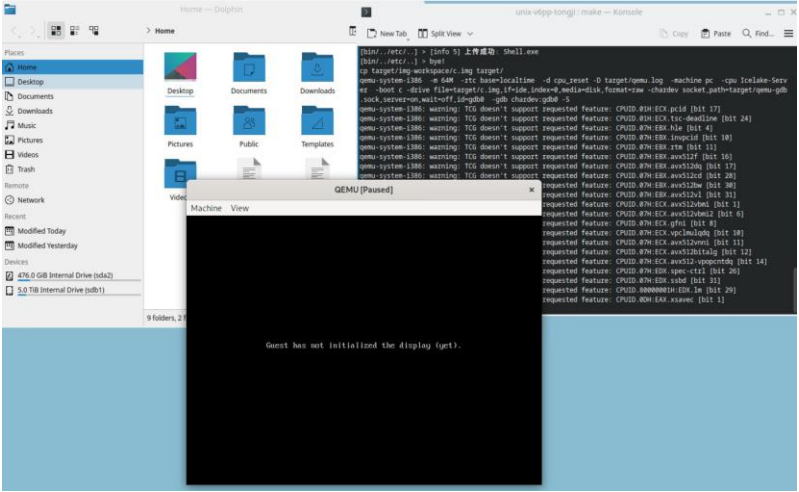 Home — Dolphin
Home
Places
Home
Desktop
Documents
Downloads
Music
Pictures
Videos
Trash
Remote
Network
Recent
Modified Today
Modified Yesterday
Devices
476.0 GiB Internal Drive (sda2)
5.0 TiB Internal Drive (sdb1)
Desktop
Documents
Downloads
Pictures
Public
Templates
9 folders, 2
unix-v6pp-tongji : make — Konsole
New Tab
Split View
Copy
Paste
Find...
[bin/../etc/..] > [info 5] 上传成功: Shell.exe
[bin/../etc/..] > bye!
cp target/img-workspace/c.img target/
qemu-system-i386 -m 64M -rtc base=localtime -d cpu_reset -D target/qemu.log -machine pc -cpu Icelake-Serv
er -boot c -drive file=target/c.img,if=ide,index=0,media=disk,format=raw -chardev socket,path=target/qemu-gdb
.sock,server=on,wait=off,id=gdb0 -gdb chardev:gdb0 -S
qemu-system-i386: warning: TCG doesn't support requested feature: CPUID.01H:ECX.pcid [bit 17]
qemu-system-i386: warning: TCG doesn't support requested feature: CPUID.01H:ECX.tsc-deadline [bit 24]
qemu-system-i386: warning: TCG doesn't support requested feature: CPUID.07H:EBX.hle [bit 4]
qemu-system-i386: warning: TCG doesn't support requested feature: CPUID.07H:EBX.invpcid [bit 10]
qemu-system-i386: warning: TCG doesn't support requested feature: CPUID.07H:EBX.rtm [bit 11]
qemu-system-i386: warning: TCG doesn't support requested feature: CPUID.07H:EBX.avx512f [bit 16]
qemu-system-i386: warning: TCG doesn't support requested feature: CPUID.07H:EBX.avx512dq [bit 17]
qemu-system-i386: warning: TCG doesn't support requested feature: CPUID.07H:EBX.avx512cd [bit 28]
requested feature: CPUID.07H:EBX.avx512bw [bit 30]
requested feature: CPUID.07H:EBX.avx512vl [bit 31]
requested feature: CPUID.07H:ECX.avx512vbmi [bit 1]
requested feature: CPUID.07H:ECX.avx512vbmi2 [bit 6]
requested feature: CPUID.07H:ECX.gfni [bit 8]
requested feature: CPUID.07H:ECX.vpclmulqdq [bit 10]
requested feature: CPUID.07H:ECX.avx512vnni [bit 11]
requested feature: CPUID.07H:ECX.avx512bitalg [bit 12]
requested feature: CPUID.07H:ECX.avx512-vpopcntdq [bit 14]
requested feature: CPUID.07H:EDX.spec-ctrl [bit 26]
requested feature: CPUID.07H:EDX.ssbd [bit 31]
requested feature: CPUID.80000001H:EDX.lm [bit 29]
requested feature: CPUID.0DH:EAX.xsavec [bit 1]
QEMU [Paused]
Machine View
Guest has not initialized the display (yet).